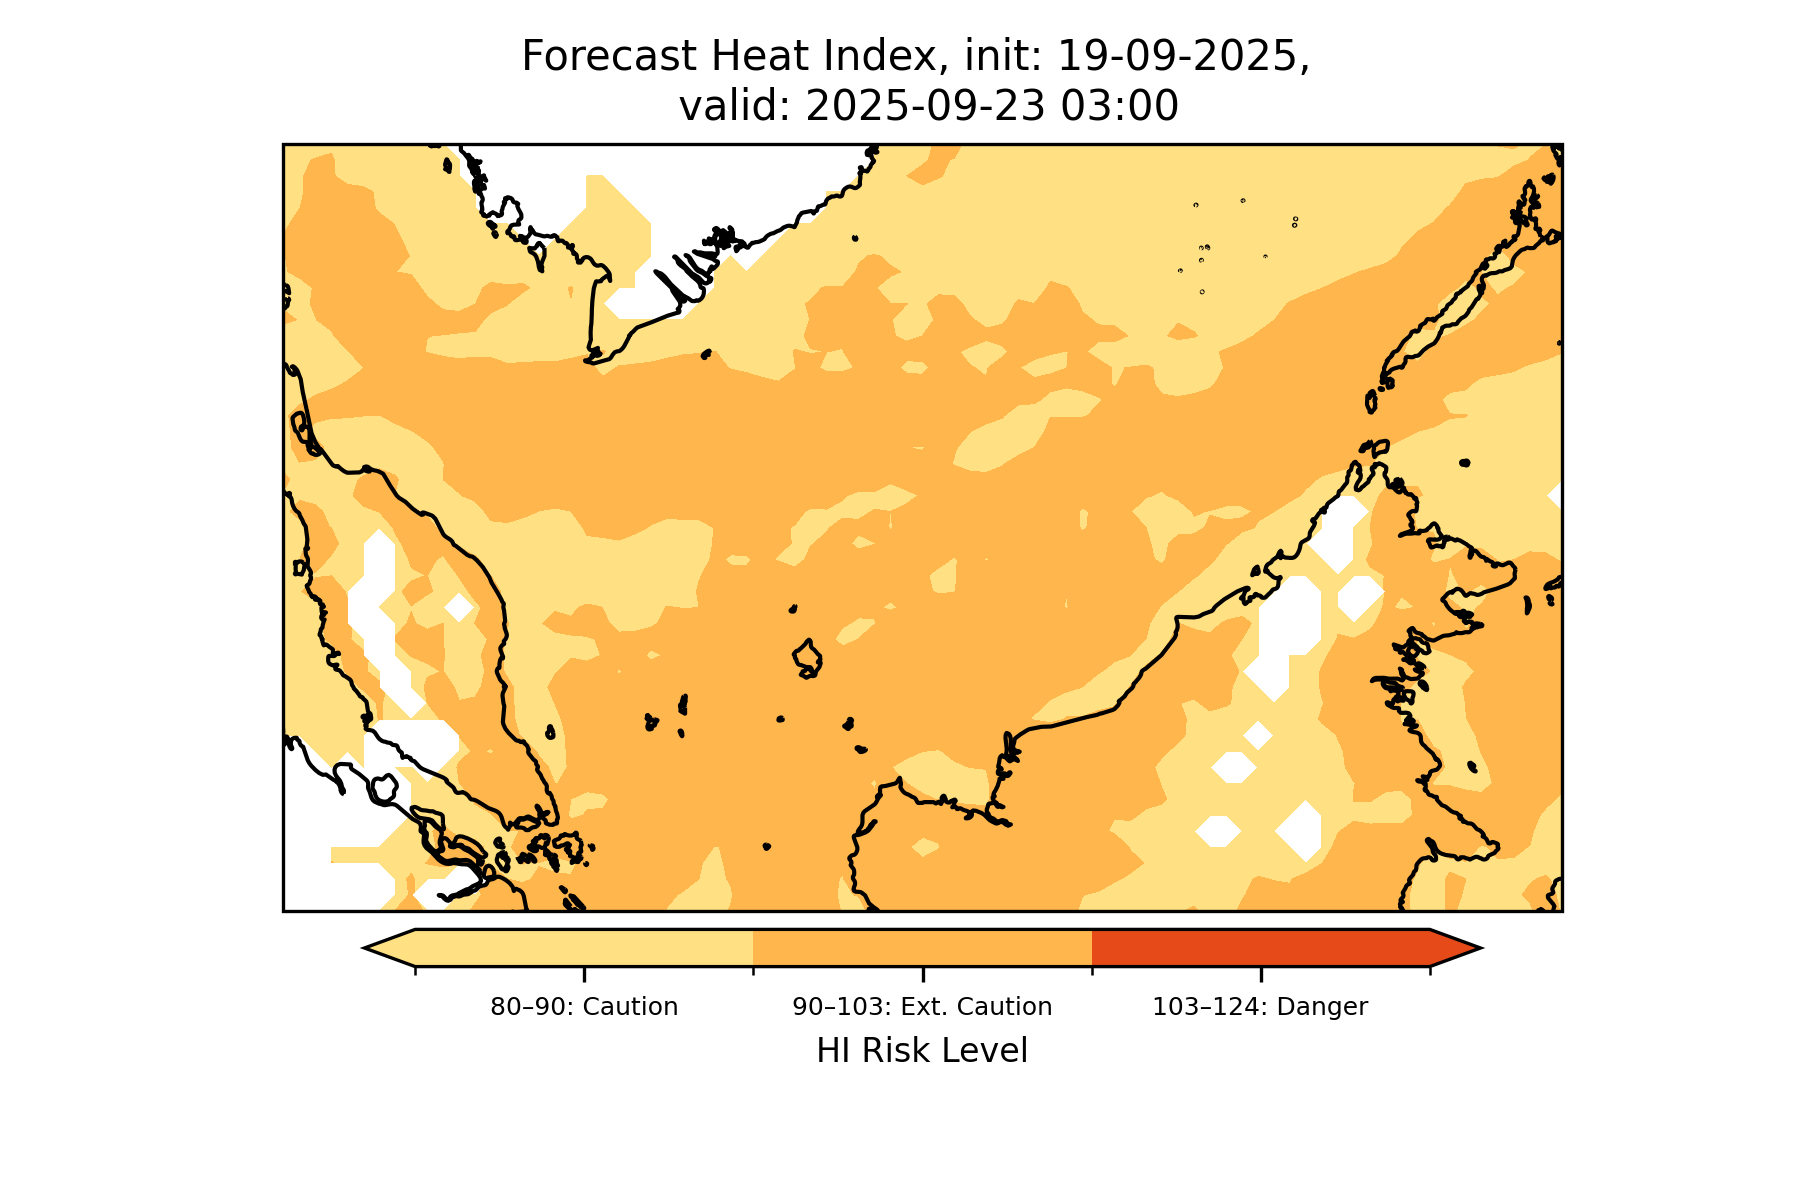 Forecast Heat Index, init: 19-09-2025,
valid: 2025-09-23 03:00
80–90: Caution
90–103: Ext. Caution
103–124: Danger
HI Risk Level